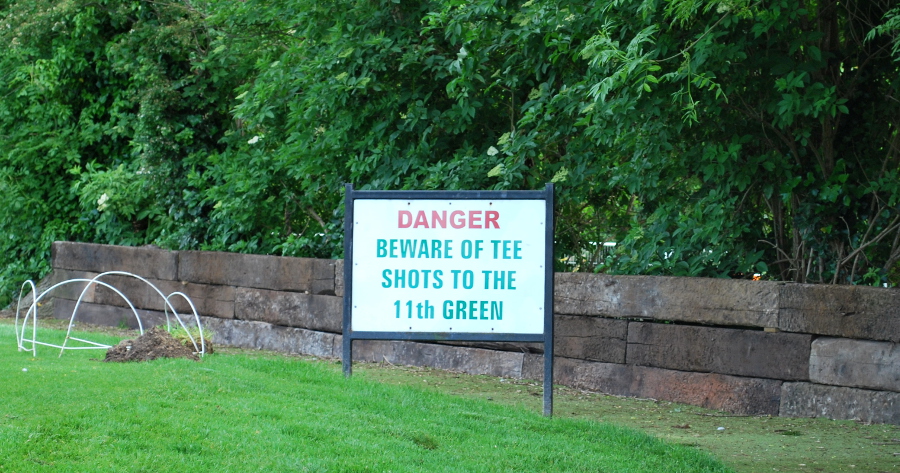 DANGER
BEWARE OF TEE
SHOTS TO THE
11th GREEN